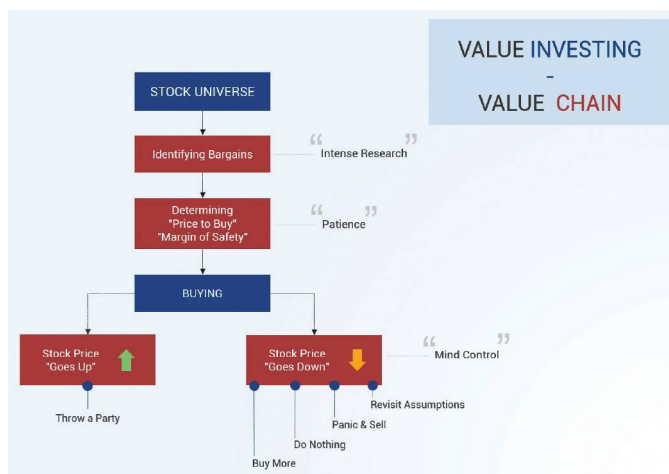 VALUE INVESTING
-
VALUE CHAIN
STOCK UNIVERSE
Identifying Bargains
“ Intense Research ”
Determining
"Price to Buy"
"Margin of Safety"
“ Patience ”
BUYING
Stock Price
"Goes Up"
Stock Price
"Goes Down"
“ Mind Control ”
Throw a Party
Buy More
Do Nothing
Panic & Sell
Revisit Assumptions